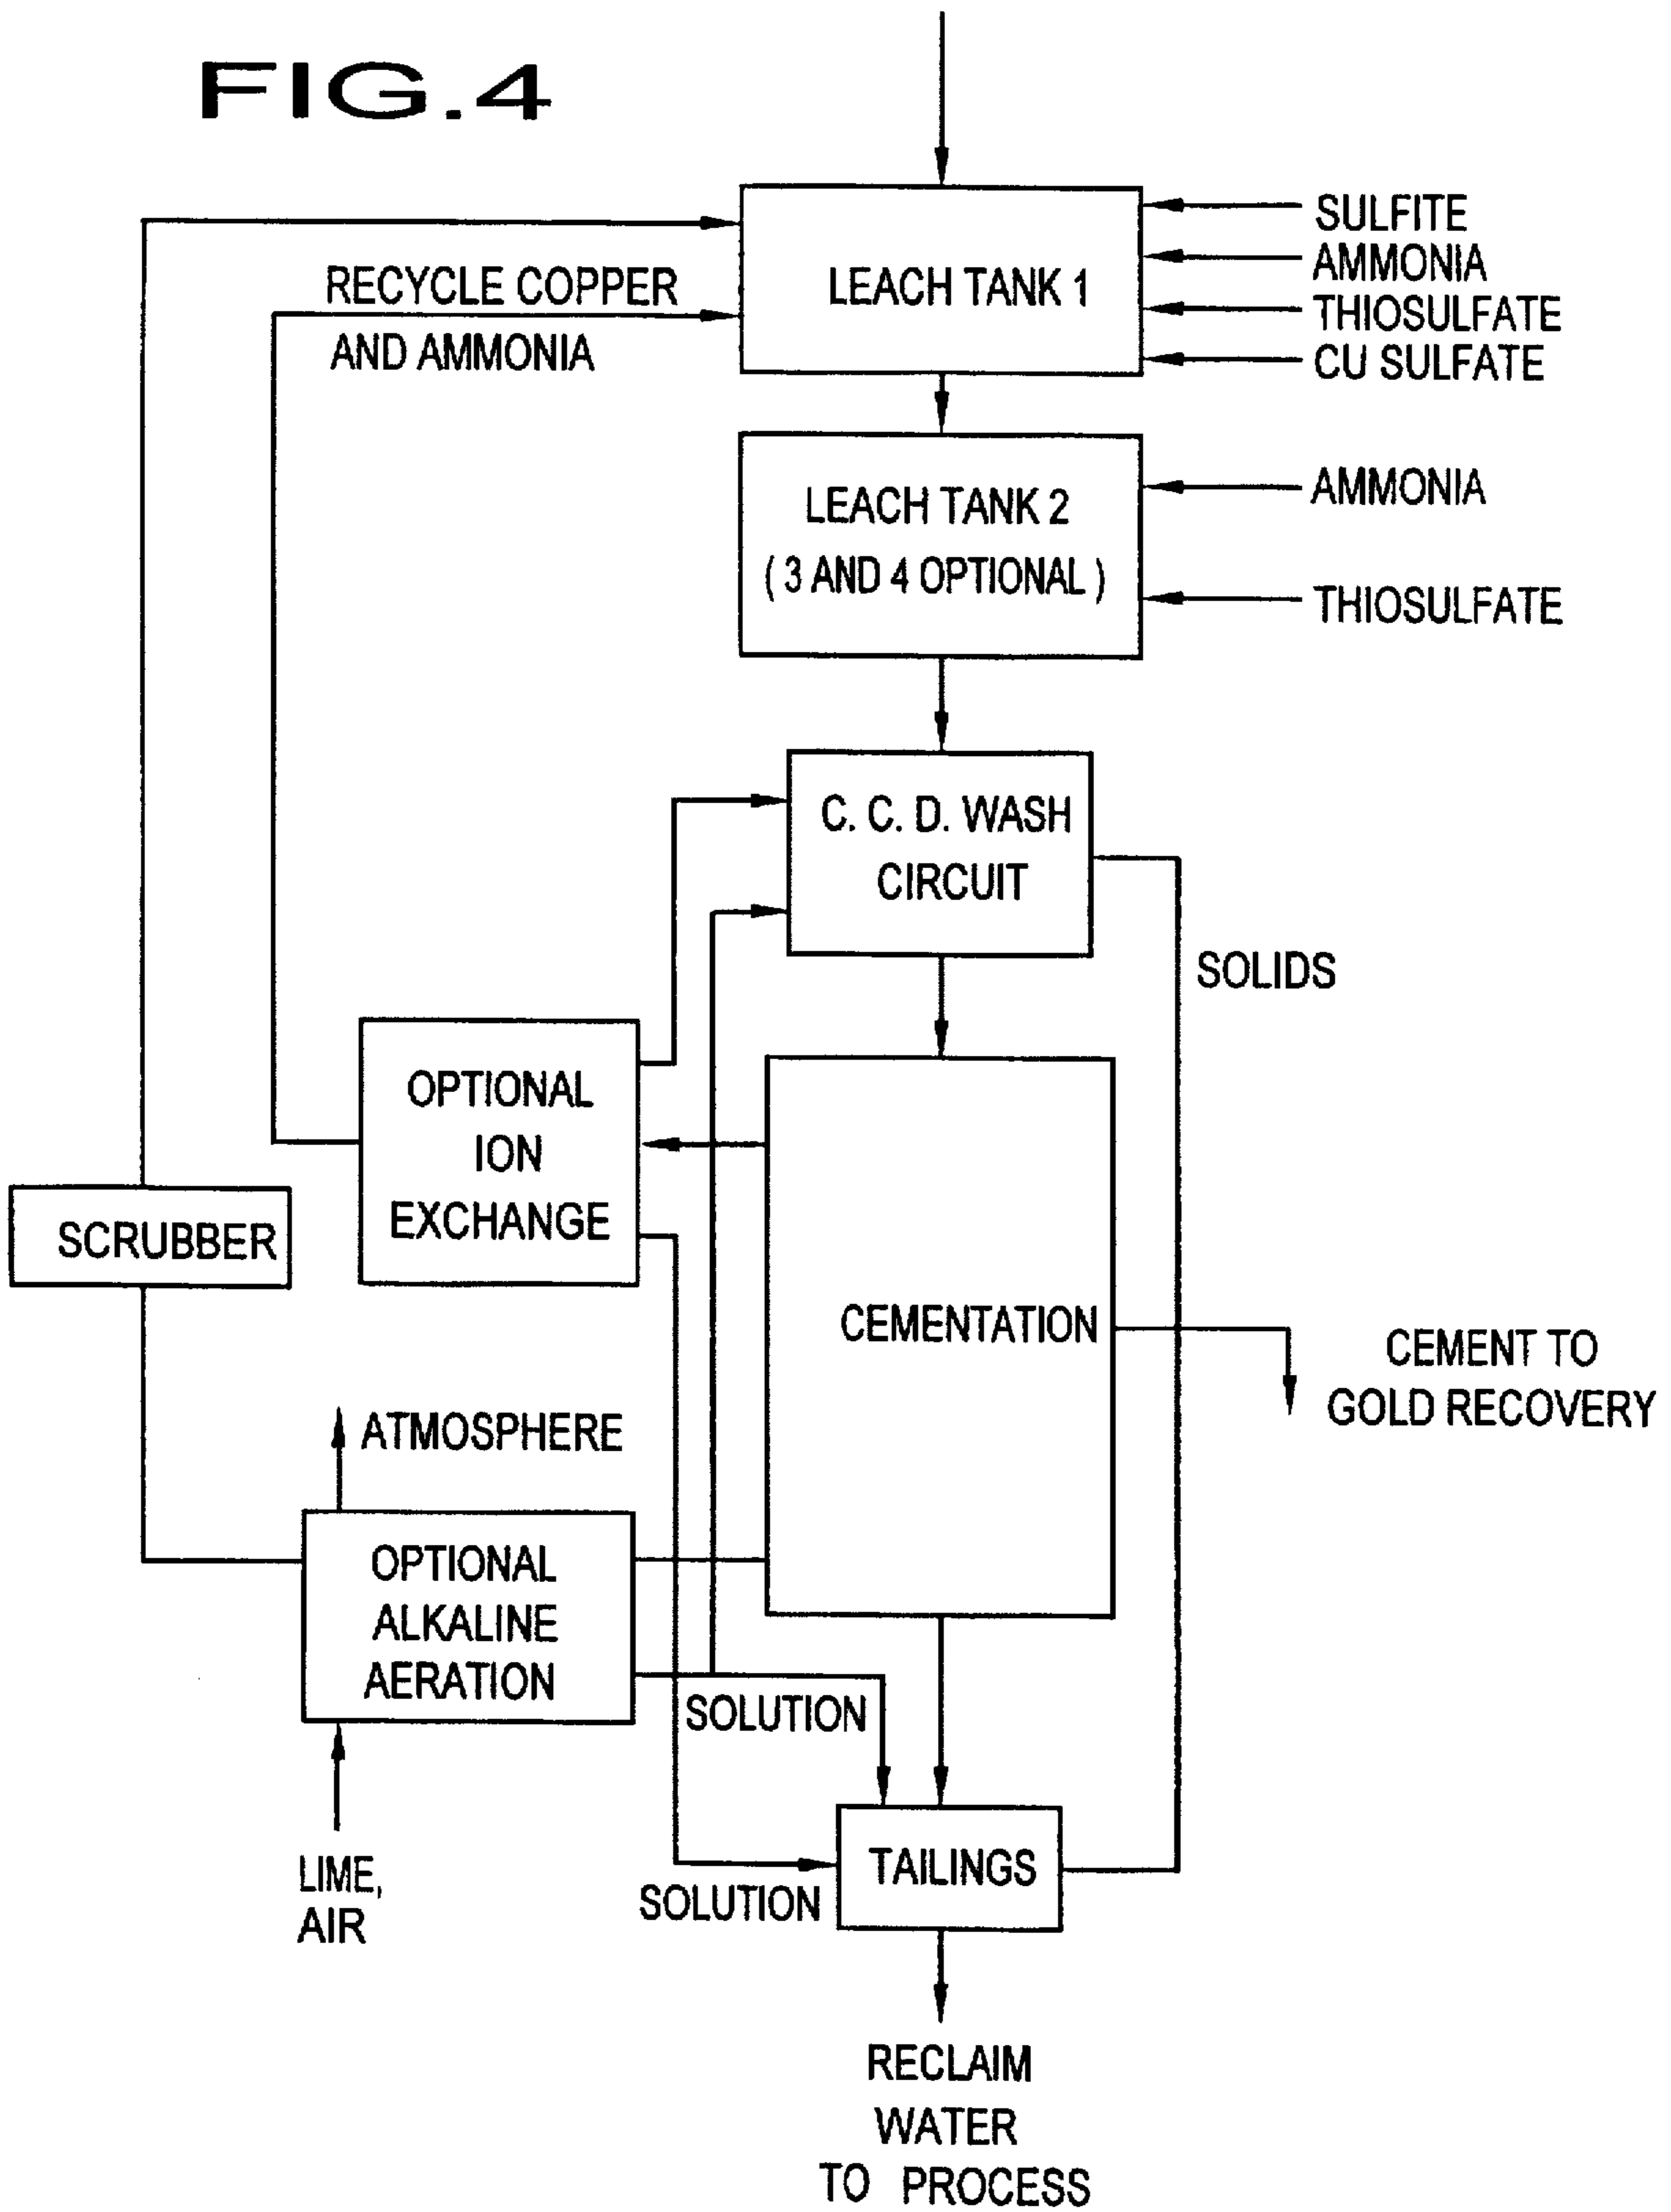 FIG.4
SULFITE
AMMONIA
THIOSULFATE
CU SULFATE
RECYCLE COPPER
AND AMMONIA
LEACH TANK 1
LEACH TANK 2
( 3 AND 4 OPTIONAL )
AMMONIA
THIOSULFATE
C. C. D. WASH
CIRCUIT
SOLIDS
OPTIONAL
ION
EXCHANGE
SCRUBBER
CEMENTATION
CEMENT TO
GOLD RECOVERY
ATMOSPHERE
OPTIONAL
ALKALINE
AERATION
SOLUTION
LIME,
AIR
SOLUTION
TAILINGS
RECLAIM
WATER
TO PROCESS